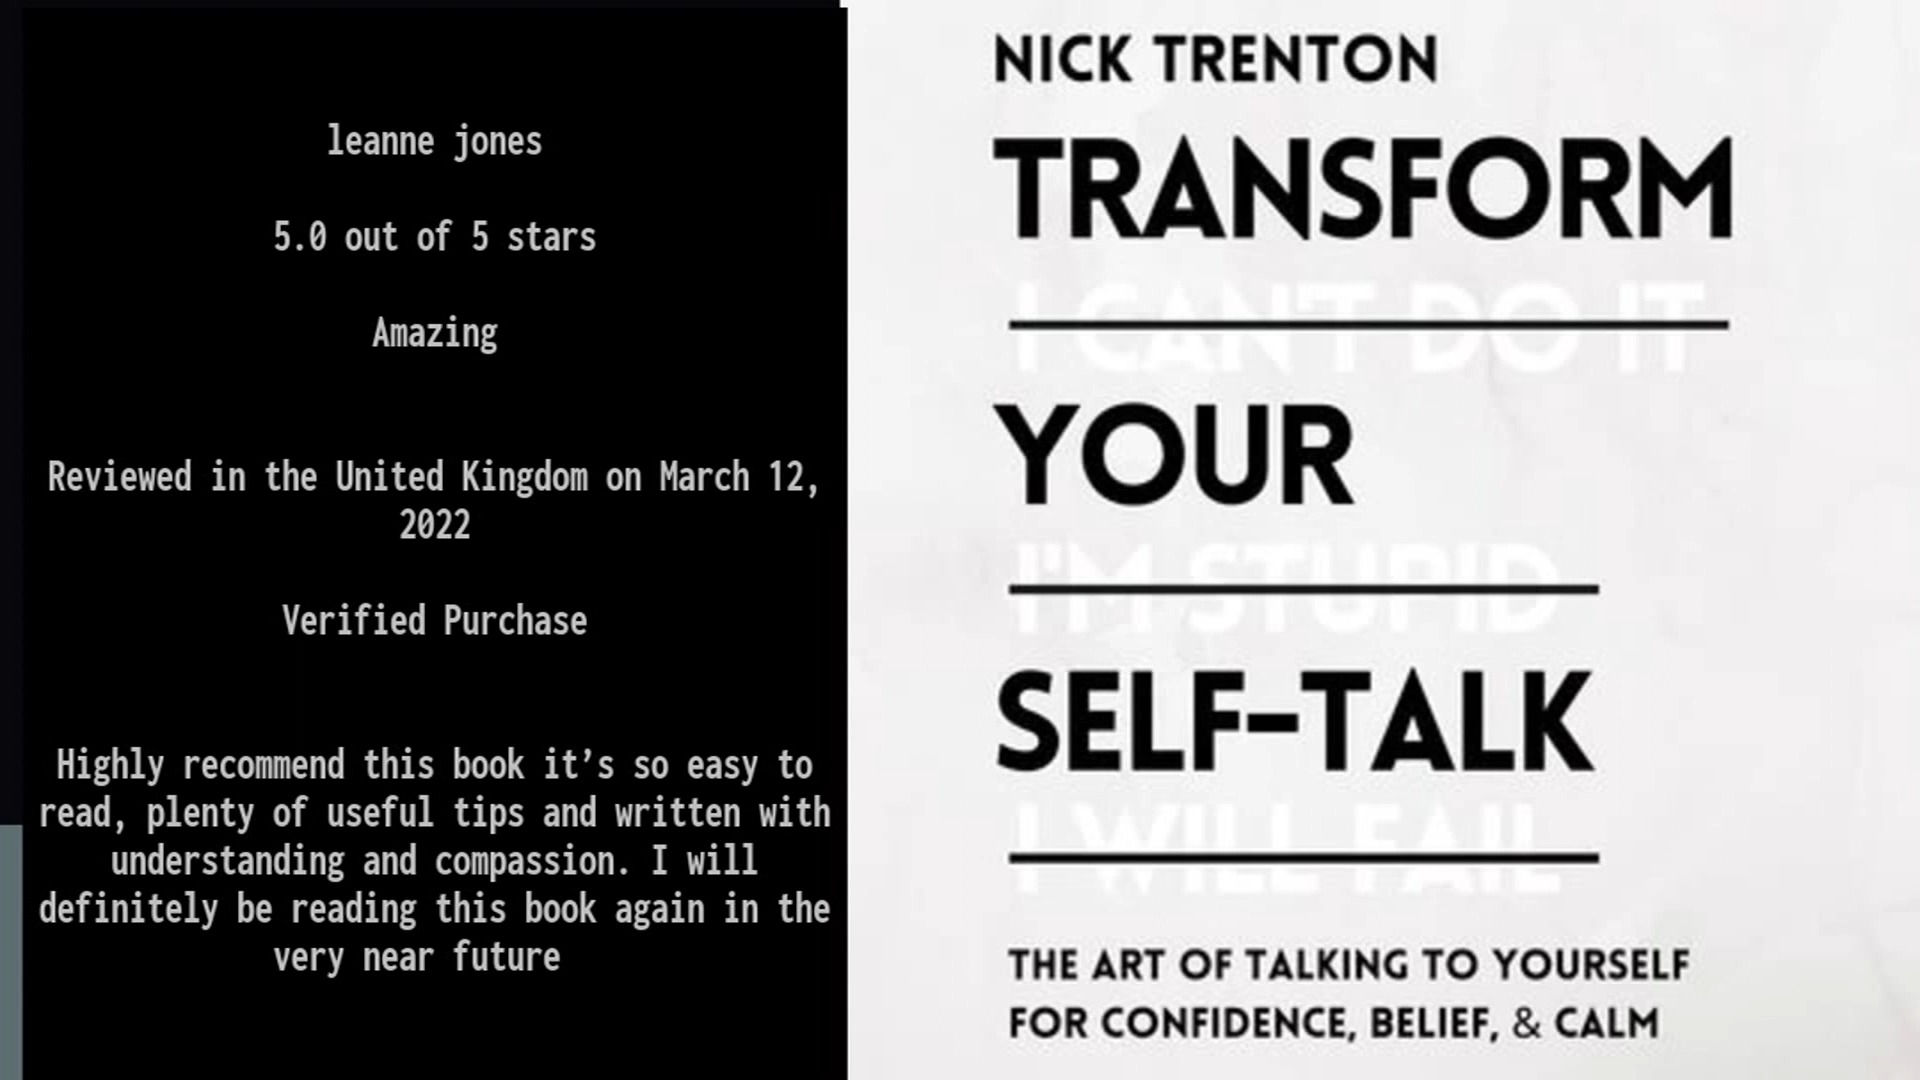 leanne jones
5.0 out of 5 stars
Amazing
Reviewed in the United Kingdom on March 12,
2022
Verified Purchase
Highly recommend this book it’s so easy to
read, plenty of useful tips and written with
understanding and compassion. I will
definitely be reading this book again in the
very near future
NICK TRENTON
TRANSFORM
I CAN'T DO IT
YOUR
I'M STUPID
SELF-TALK
I WILL FAIL
THE ART OF TALKING TO YOURSELF
FOR CONFIDENCE, BELIEF, & CALM